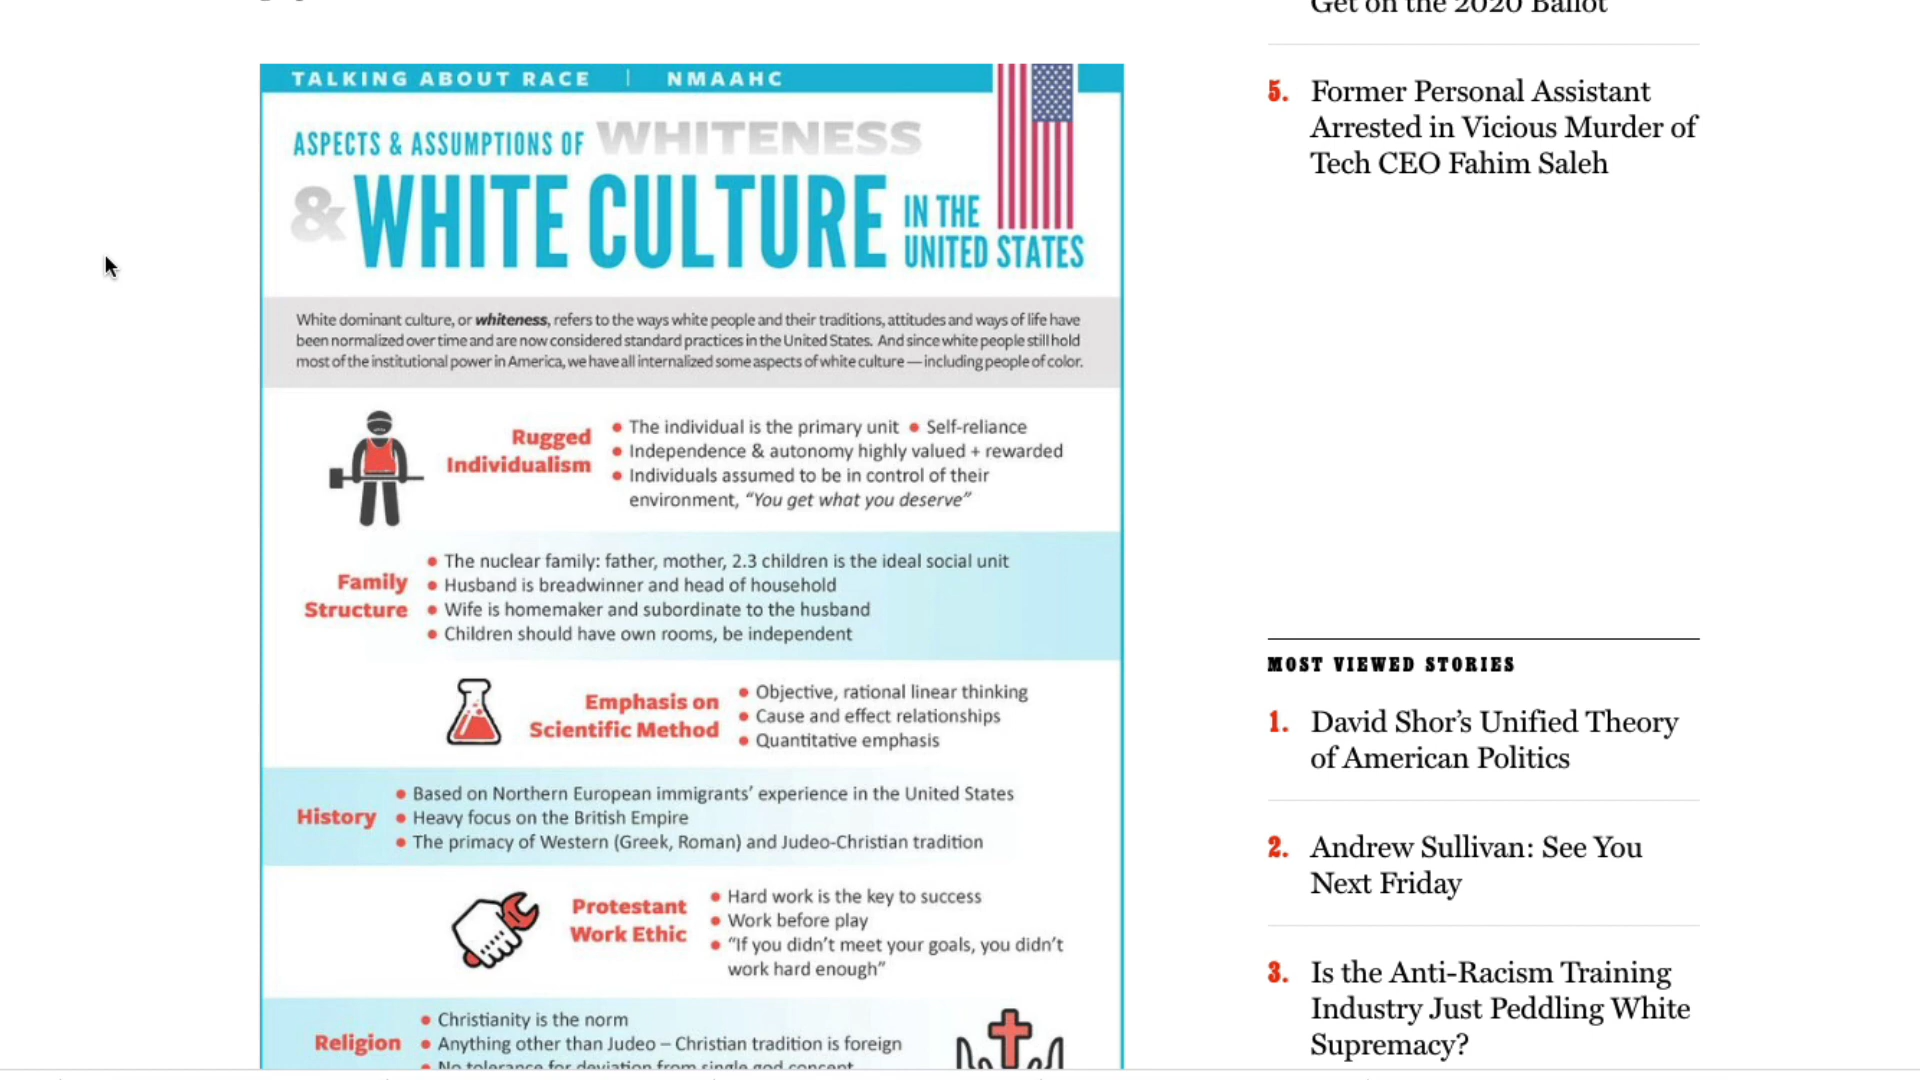 Get on the 2020 Ballot
5. Former Personal Assistant
Arrested in Vicious Murder of
Tech CEO Fahim Saleh
TALKING ABOUT RACE | NMAAHC
ASPECTS & ASSUMPTIONS OF WHITENESS
& WHITE CULTURE IN THE
UNITED STATES
White dominant culture, or whiteness, refers to the ways white people and their traditions, attitudes and ways of life have
been normalized over time and are now considered standard practices in the United States. And since white people still hold
most of the institutional power in America, we have all internalized some aspects of white culture — including people of color.
Rugged
Individualism
• The individual is the primary unit • Self-reliance
• Independence & autonomy highly valued + rewarded
• Individuals assumed to be in control of their
environment, “You get what you deserve”
Family
Structure
• The nuclear family: father, mother, 2.3 children is the ideal social unit
• Husband is breadwinner and head of household
• Wife is homemaker and subordinate to the husband
• Children should have own rooms, be independent
Emphasis on
Scientific Method
• Objective, rational linear thinking
• Cause and effect relationships
• Quantitative emphasis
History
• Based on Northern European immigrants’ experience in the United States
• Heavy focus on the British Empire
• The primacy of Western (Greek, Roman) and Judeo-Christian tradition
Protestant
Work Ethic
• Hard work is the key to success
• Work before play
• “If you didn’t meet your goals, you didn’t
work hard enough”
Religion
• Christianity is the norm
• Anything other than Judeo – Christian tradition is foreign
• No tolerance for deviation from single god concept
MOST VIEWED STORIES
1. David Shor’s Unified Theory
of American Politics
2. Andrew Sullivan: See You
Next Friday
3. Is the Anti-Racism Training
Industry Just Peddling White
Supremacy?